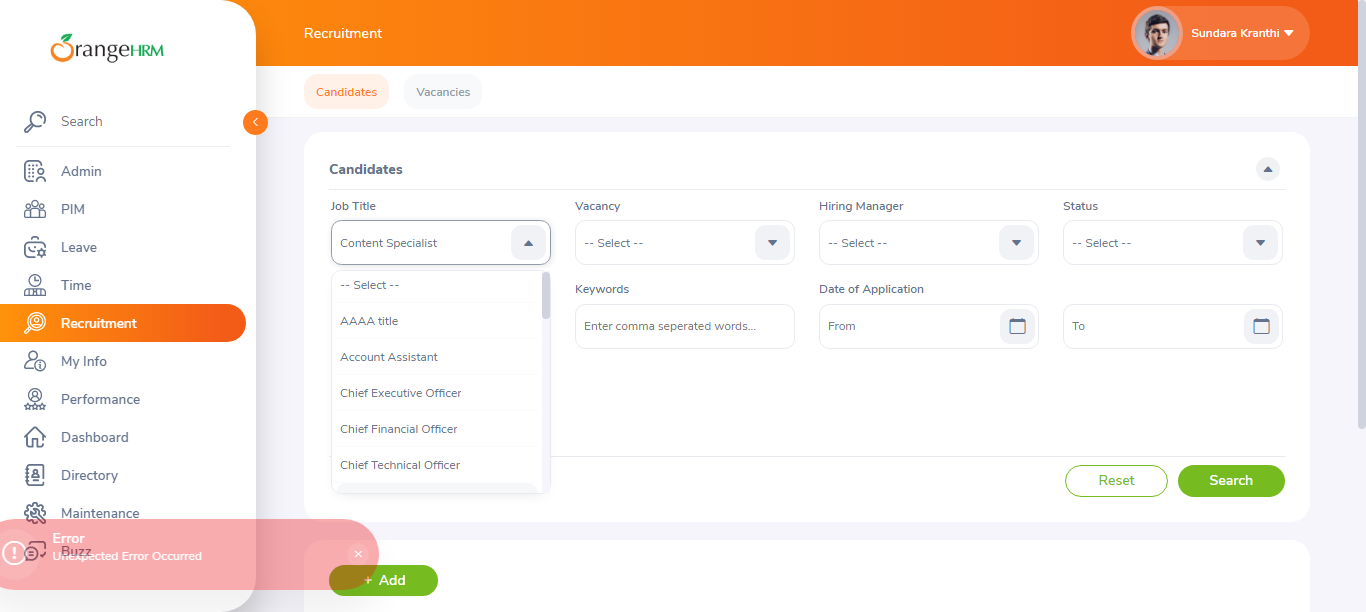 OrangeHRM
Recruitment
Sundara Kranthi
Candidates
Vacancies
Search
Admin
PIM
Leave
Time
Recruitment
My Info
Performance
Dashboard
Directory
Maintenance
Buzz
Candidates
Job Title
Vacancy
Hiring Manager
Status
Content Specialist
-- Select --
-- Select --
-- Select --
-- Select --
AAAA title
Account Assistant
Chief Executive Officer
Chief Financial Officer
Chief Technical Officer
Keywords
Date of Application
Enter comma seperated words...
From
To
Reset
Search
Error
Unexpected Error Occurred
×
+ Add